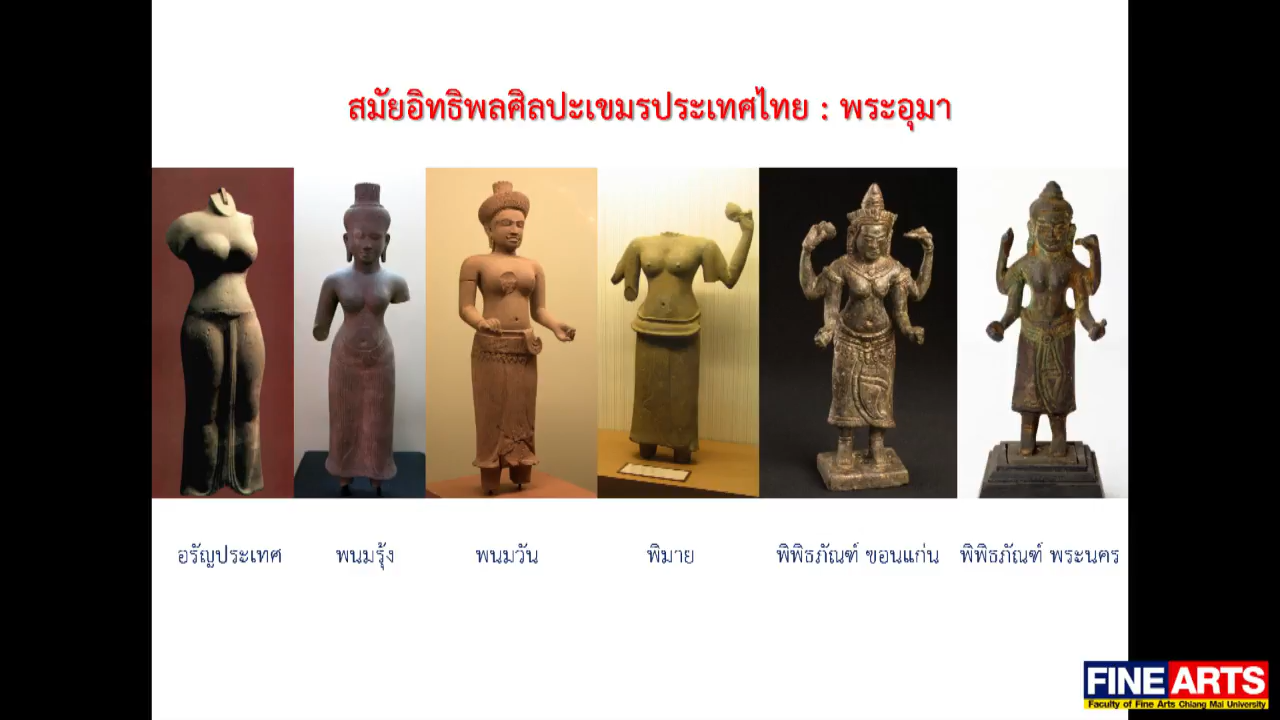 สมัยอิทธิพลศิลปะเขมรประเทศไทย : พระอุมา
อรัญประเทศ
พนมรุ้ง
พนมวัน
พิมาย
พิพิธภัณฑ์ ขอนแก่น
พิพิธภัณฑ์ พระนคร
FINE ARTS
Faculty of Fine Arts Chiang Mai University